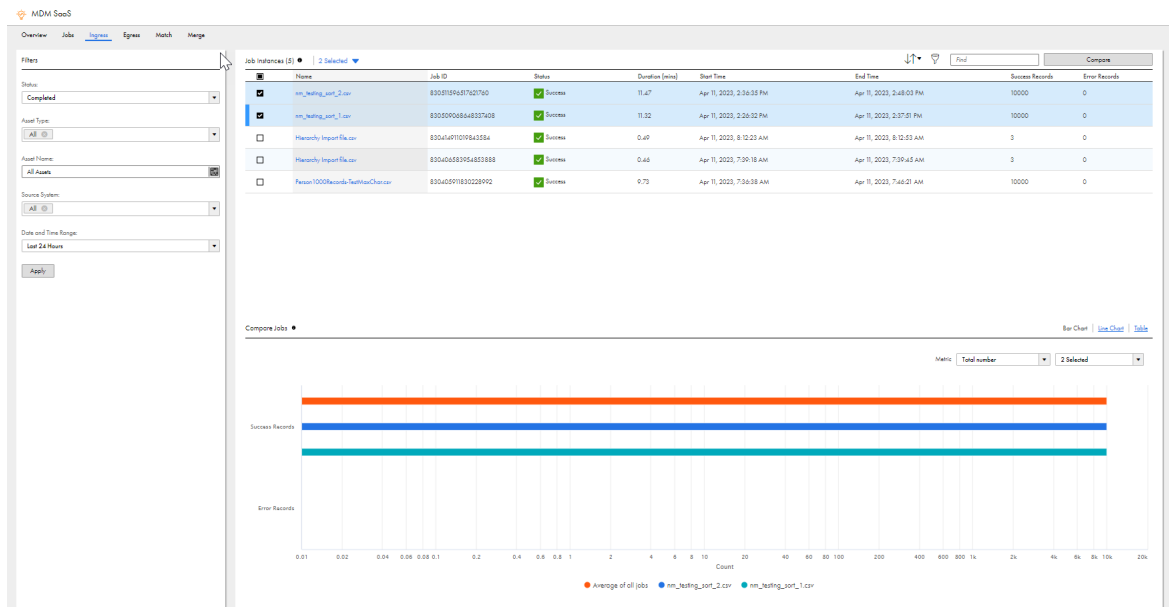 MDM SaaS
Overview Jobs Ingress Egress Match Merge
Filters
Status:
Completed
Asset Type:
All
Asset Name:
All Assets
Source System:
All
Date and Time Range:
Last 24 Hours
Apply
Job Instances (5) 2 Selected Find Compare
Name Job ID Status Duration (mins) Start Time End Time Success Records Error Records
nm_testing_sort_2.csv 830511596517621760 Success 11.47 Apr 11, 2023, 2:36:35 PM Apr 11, 2023, 2:48:03 PM 10000 0
nm_testing_sort_1.csv 830509068648337408 Success 11.32 Apr 11, 2023, 2:26:32 PM Apr 11, 2023, 2:37:51 PM 10000 0
Hierarchy Import file.csv 830414911019843584 Success 0.49 Apr 11, 2023, 8:12:23 AM Apr 11, 2023, 8:12:53 AM 3 0
Hierarchy Import file.csv 830406583954853888 Success 0.46 Apr 11, 2023, 7:39:18 AM Apr 11, 2023, 7:39:45 AM 3 0
Person1000Records-TestMaxChar.csv 830405911830228992 Success 9.73 Apr 11, 2023, 7:36:38 AM Apr 11, 2023, 7:46:21 AM 10000 0
Compare Jobs Bar Chart Line Chart Table
Metric Total number 2 Selected
Success Records
Error Records
0.01 0.02 0.04 0.06 0.08 0.1 0.2 0.4 0.6 0.8 1 2 4 6 8 10 20 40 60 80 100 200 400 600 800 1k 2k 4k 6k 8k 10k 20k
Count
Average of all jobs nm_testing_sort_2.csv nm_testing_sort_1.csv